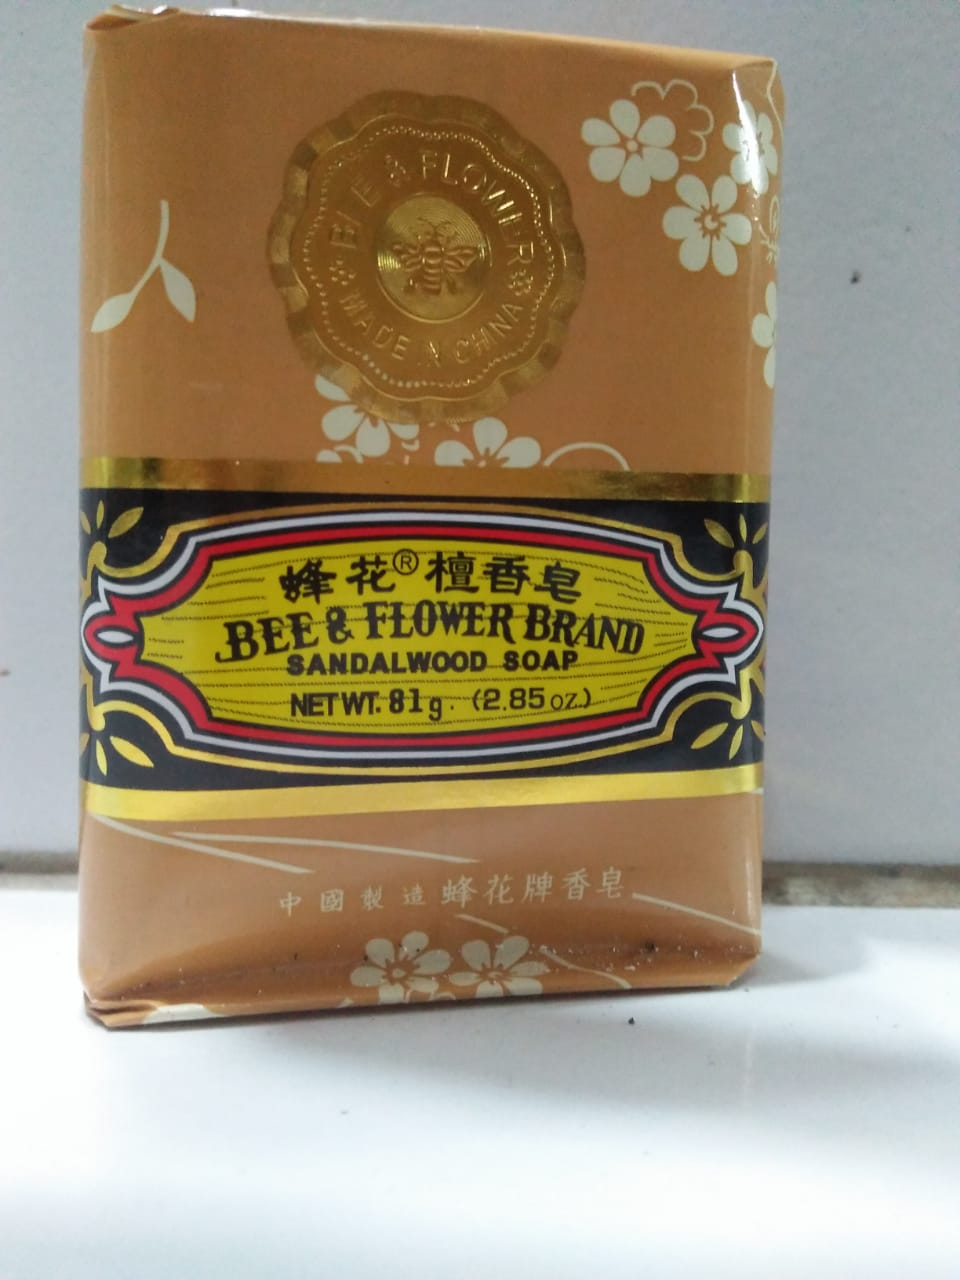 BEE & FLOWER
MADE IN CHINA
蜂花® 檀香皂
BEE & FLOWER BRAND
SANDALWOOD SOAP
NET WT. 81g. (2.85 oz.)
中國製造 蜂花牌香皂